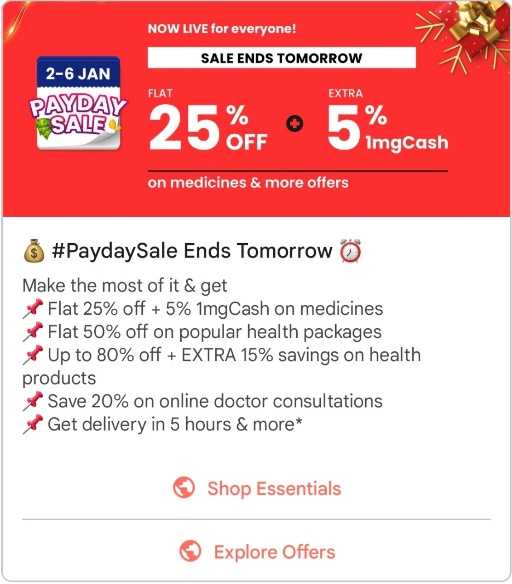 NOW LIVE for everyone!
SALE ENDS TOMORROW
2-6 JAN
PAYDAY
SALE
FLAT
25% OFF
EXTRA
5% 1mgCash
on medicines & more offers
💰 #PaydaySale Ends Tomorrow ⏰
Make the most of it & get
📌 Flat 25% off + 5% 1mgCash on medicines
📌 Flat 50% off on popular health packages
📌 Up to 80% off + EXTRA 15% savings on health
products
📌 Save 20% on online doctor consultations
📌 Get delivery in 5 hours & more*
Shop Essentials
Explore Offers